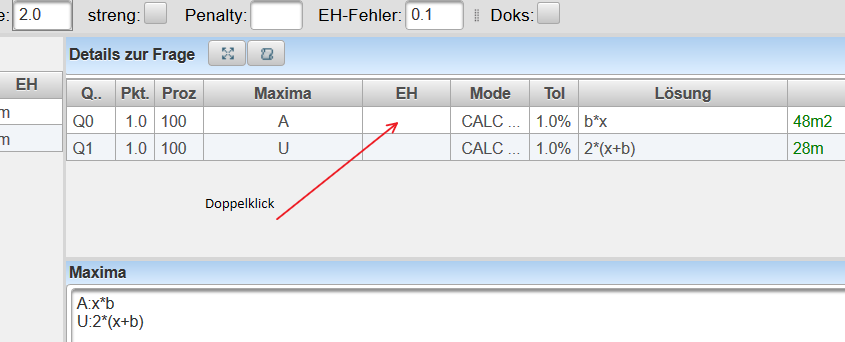 e: 2.0 streng: Penalty: EH-Fehler: 0.1 Doks:
Details zur Frage
EH
Q.. Pkt. Proz Maxima EH Mode Tol Lösung
m
Q0 1.0 100 A CALC ... 1.0% b*x 48m2
m
Q1 1.0 100 U CALC ... 1.0% 2*(x+b) 28m
Doppelklick
Maxima
A:x*b
U:2*(x+b)